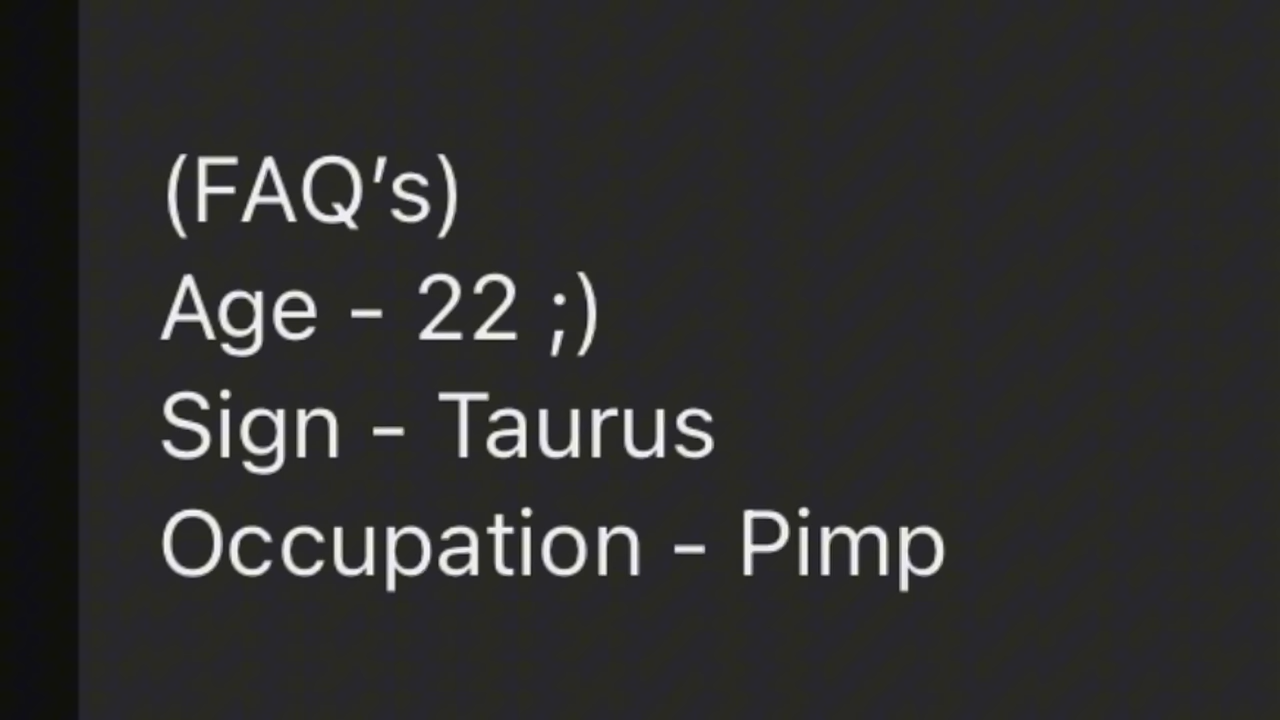 (FAQ’s)
Age - 22 ;)
Sign - Taurus
Occupation - Pimp